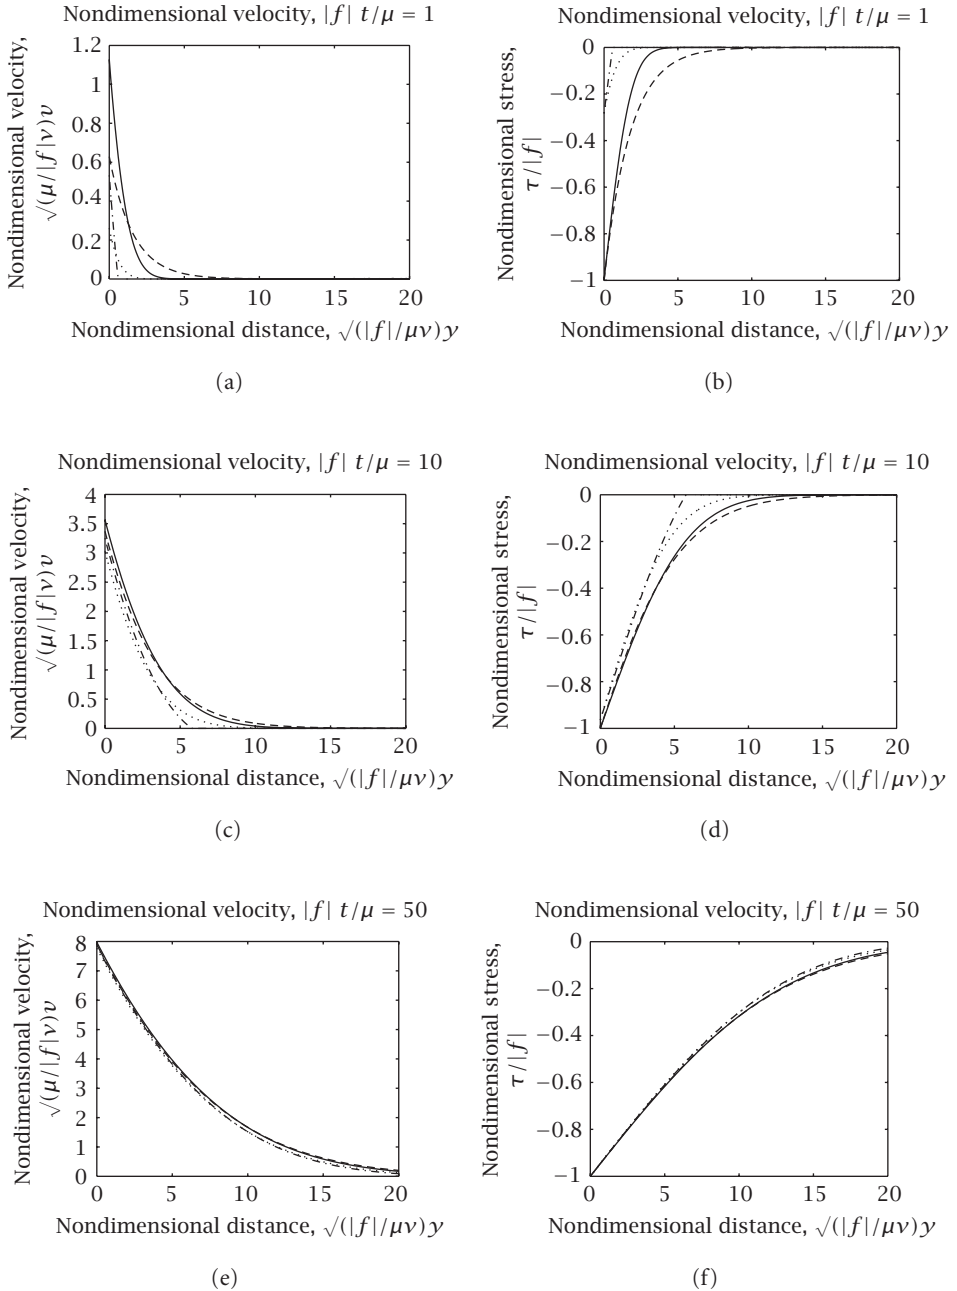 Nondimensional velocity, |f| t/μ = 1
Nondimensional velocity,
√(μ/|f|ν)υ
1.2
1
0.8
0.6
0.4
0.2
0
0 5 10 15 20
Nondimensional distance, √(|f|/μν)y
(a)
Nondimensional velocity, |f| t/μ = 1
Nondimensional stress,
τ/|f|
0
−0.2
−0.4
−0.6
−0.8
−1
0 5 10 15 20
Nondimensional distance, √(|f|/μν)y
(b)
Nondimensional velocity, |f| t/μ = 10
Nondimensional velocity,
√(μ/|f|ν)υ
4
3.5
3
2.5
2
1.5
1
0.5
0
0 5 10 15 20
Nondimensional distance, √(|f|/μν)y
(c)
Nondimensional velocity, |f| t/μ = 10
Nondimensional stress,
τ/|f|
0
−0.2
−0.4
−0.6
−0.8
−1
0 5 10 15 20
Nondimensional distance, √(|f|/μν)y
(d)
Nondimensional velocity, |f| t/μ = 50
Nondimensional velocity,
√(μ/|f|ν)υ
8
7
6
5
4
3
2
1
0
0 5 10 15 20
Nondimensional distance, √(|f|/μν)y
(e)
Nondimensional velocity, |f| t/μ = 50
Nondimensional stress,
τ/|f|
0
−0.2
−0.4
−0.6
−0.8
−1
0 5 10 15 20
Nondimensional distance, √(|f|/μν)y
(f)